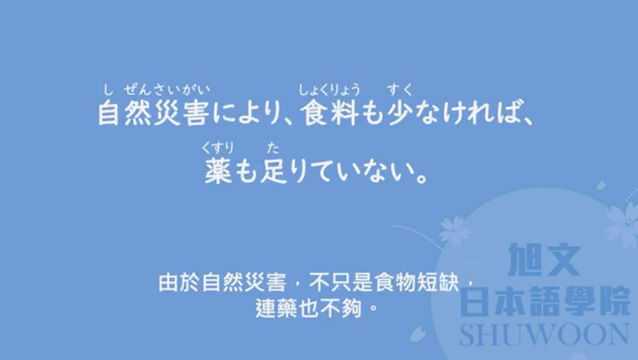 し ぜんさいがい しょくりょう すく
自然災害により、食料も少なければ、
くすり た
薬も足りていない。
由於自然災害，不只是食物短缺，
連藥也不夠。
旭文
日本語學院
SHUWOON